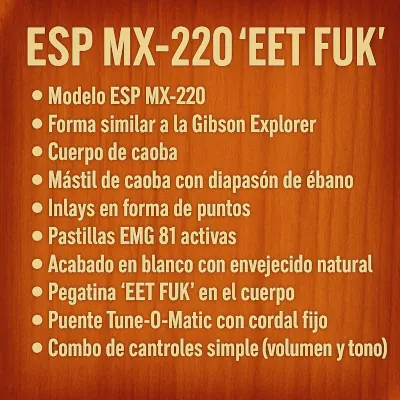 ESP MX-220 ‘EET FUK’
• Modelo ESP MX-220
• Forma similar a la Gibson Explorer
• Cuerpo de caoba
• Mástil de caoba con diapasón de ébano
• Inlays en forma de puntos
• Pastillas EMG 81 activas
• Acabado en blanco con envejecido natural
• Pegatina ‘EET FUK’ en el cuerpo
• Puente Tune-O-Matic con cordal fijo
• Combo de cantroles simple (volumen y tono)